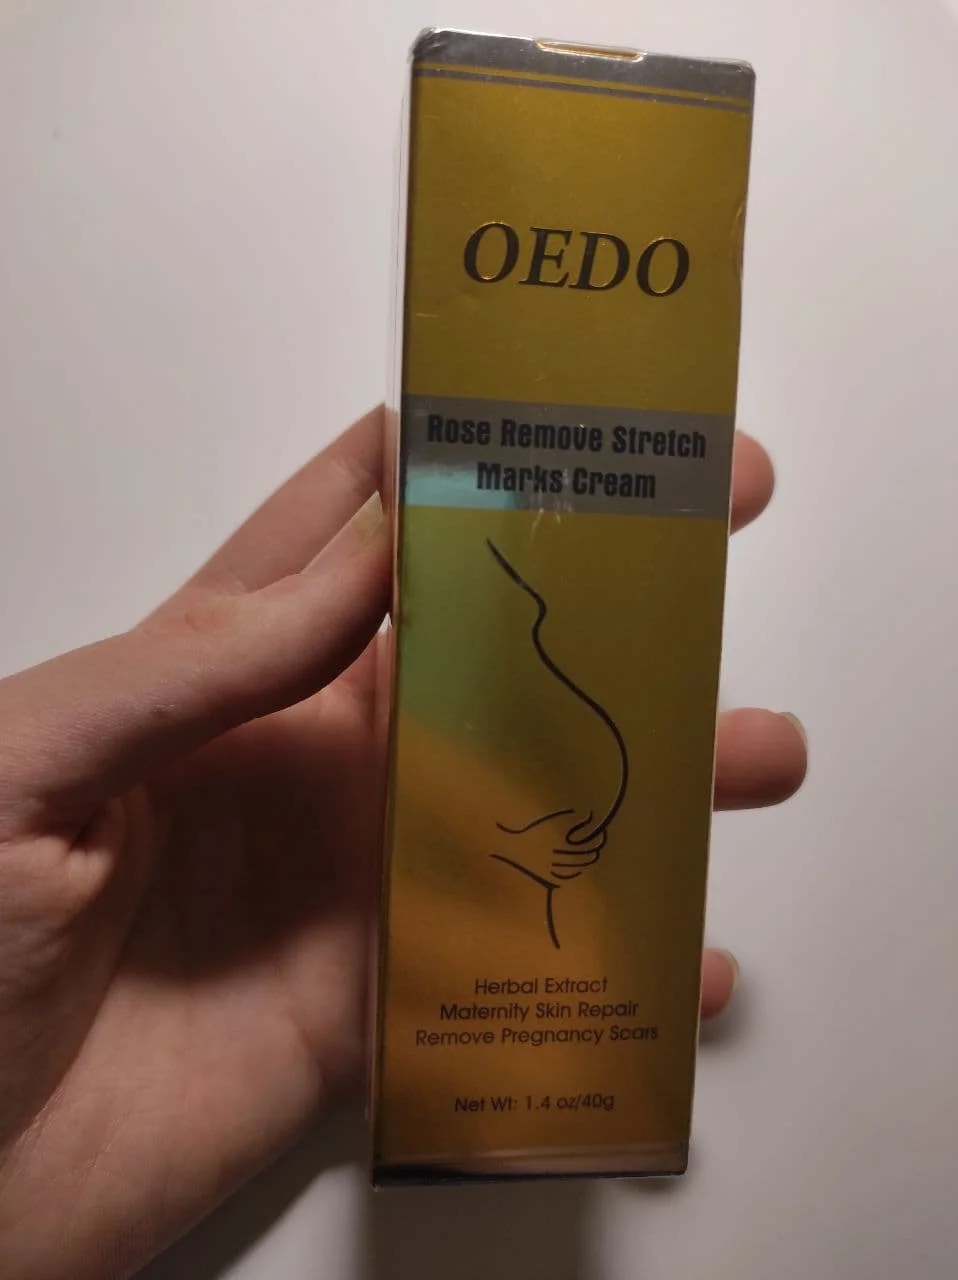 OEDO
Rose Remove Stretch
Marks Cream
Herbal Extract
Maternity Skin Repair
Remove Pregnancy Scars
Net Wt: 1.4 oz/40g